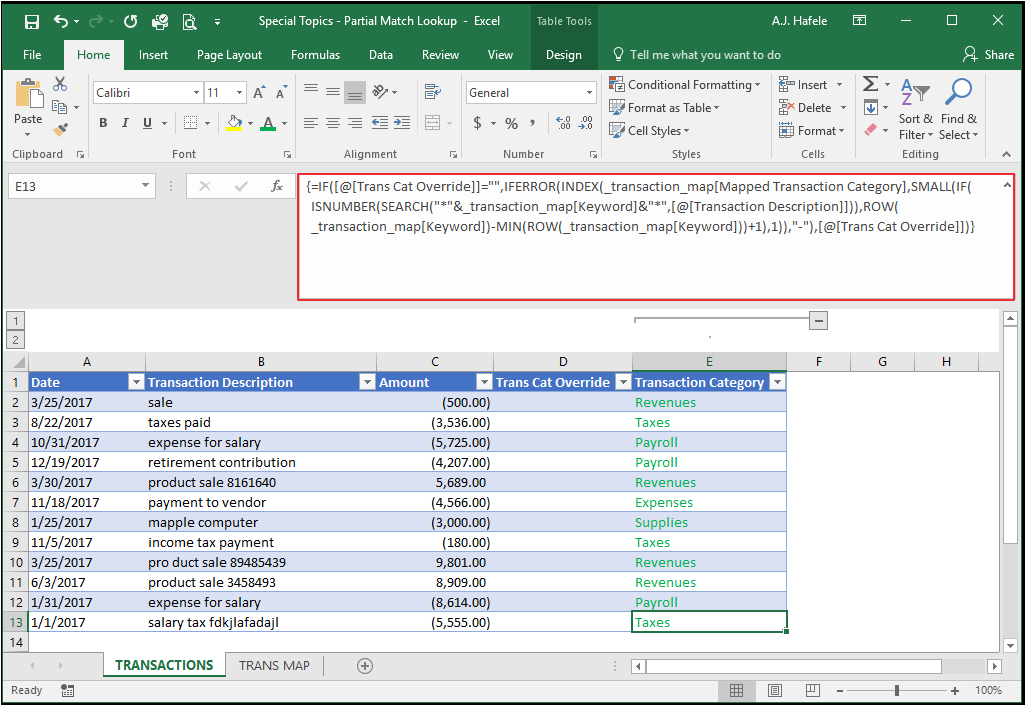 Special Topics - Partial Match Lookup - Excel
Table Tools
A.J. Hafele
File Home Insert Page Layout Formulas Data Review View Design Tell me what you want to do Share
Paste
Calibri 11 A A
B I U A
General
$ % ,
Conditional Formatting
Format as Table
Cell Styles
Insert
Delete
Format
Sort & Filter
Find & Select
Clipboard Font Alignment Number Styles Cells Editing
E13
fx
{=IF([@[Trans Cat Override]]="",IFERROR(INDEX(_transaction_map[Mapped Transaction Category],SMALL(IF(
ISNUMBER(SEARCH("*"&_transaction_map[Keyword]&"*",[@[Transaction Description]])),ROW(
_transaction_map[Keyword])-MIN(ROW(_transaction_map[Keyword]))+1),1)),"-"),[@[Trans Cat Override]])}
1
2
A B C D E F G H
1 Date Transaction Description Amount Trans Cat Override Transaction Category
2 3/25/2017 sale (500.00) Revenues
3 8/22/2017 taxes paid (3,536.00) Taxes
4 10/31/2017 expense for salary (5,725.00) Payroll
5 12/19/2017 retirement contribution (4,207.00) Payroll
6 3/30/2017 product sale 8161640 5,689.00 Revenues
7 11/18/2017 payment to vendor (4,566.00) Expenses
8 1/25/2017 mapple computer (3,000.00) Supplies
9 11/5/2017 income tax payment (180.00) Taxes
10 3/25/2017 pro duct sale 89485439 9,801.00 Revenues
11 6/3/2017 product sale 3458493 8,909.00 Revenues
12 1/31/2017 expense for salary (8,614.00) Payroll
13 1/1/2017 salary tax fdkjlafadajl (5,555.00) Taxes
14
TRANSACTIONS TRANS MAP
Ready
100%